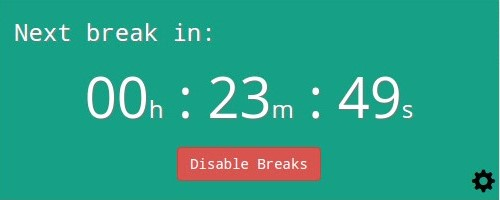 Next break in:
00h : 23m : 49s
Disable Breaks